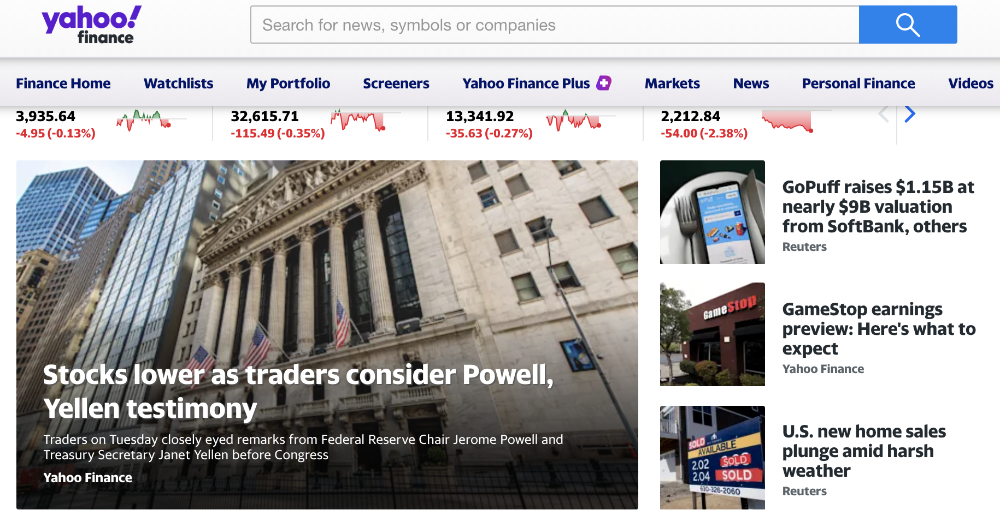 yahoo!
finance
Search for news, symbols or companies
Finance Home
Watchlists
My Portfolio
Screeners
Yahoo Finance Plus
Markets
News
Personal Finance
Videos
3,935.64
-4.95 (-0.13%)
32,615.71
-115.49 (-0.35%)
13,341.92
-35.63 (-0.27%)
2,212.84
-54.00 (-2.38%)
Stocks lower as traders consider Powell,
Yellen testimony
Traders on Tuesday closely eyed remarks from Federal Reserve Chair Jerome Powell and
Treasury Secretary Janet Yellen before Congress
Yahoo Finance
GoPuff raises $1.15B at
nearly $9B valuation
from SoftBank, others
Reuters
GameStop
GameStop earnings
preview: Here's what to
expect
Yahoo Finance
SOLD
AVAILABLE
2.02 SOLD
2.04 SOLD
630-326-2060
U.S. new home sales
plunge amid harsh
weather
Reuters